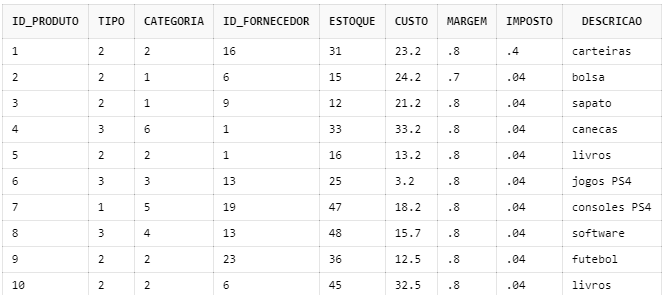 ID_PRODUTO TIPO CATEGORIA ID_FORNECEDOR ESTOQUE CUSTO MARGEM IMPOSTO DESCRICAO
1 2 2 16 31 23.2 .8 .4 carteiras
2 2 1 6 15 24.2 .7 .04 bolsa
3 2 1 9 12 21.2 .8 .04 sapato
4 3 6 1 33 33.2 .8 .04 canecas
5 2 2 1 16 13.2 .8 .04 livros
6 3 3 13 25 3.2 .8 .04 jogos PS4
7 1 5 19 47 18.2 .8 .04 consoles PS4
8 3 4 13 48 15.7 .8 .04 software
9 2 2 23 36 12.5 .8 .04 futebol
10 2 2 6 45 32.5 .8 .04 livros